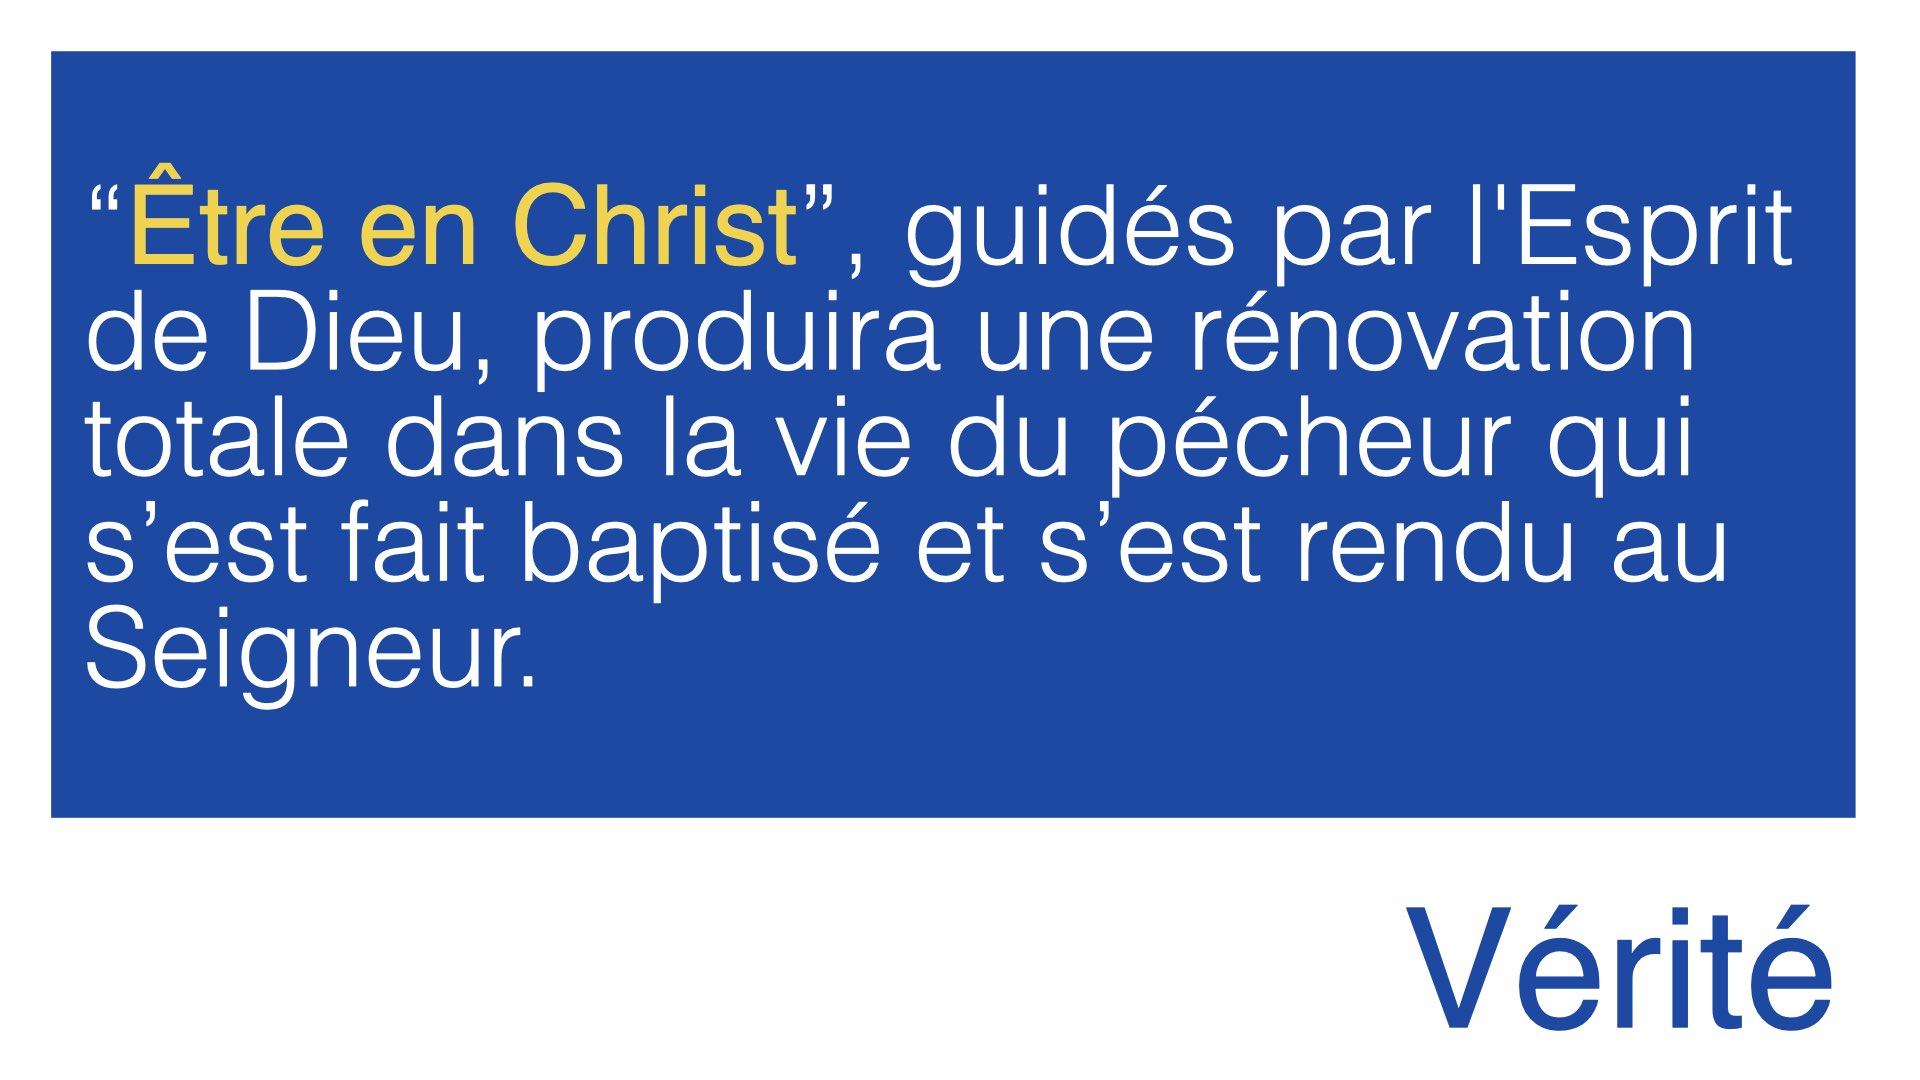 “Être en Christ”, guidés par l'Esprit
de Dieu, produira une rénovation
totale dans la vie du pécheur qui
s’est fait baptisé et s’est rendu au
Seigneur.
Vérité